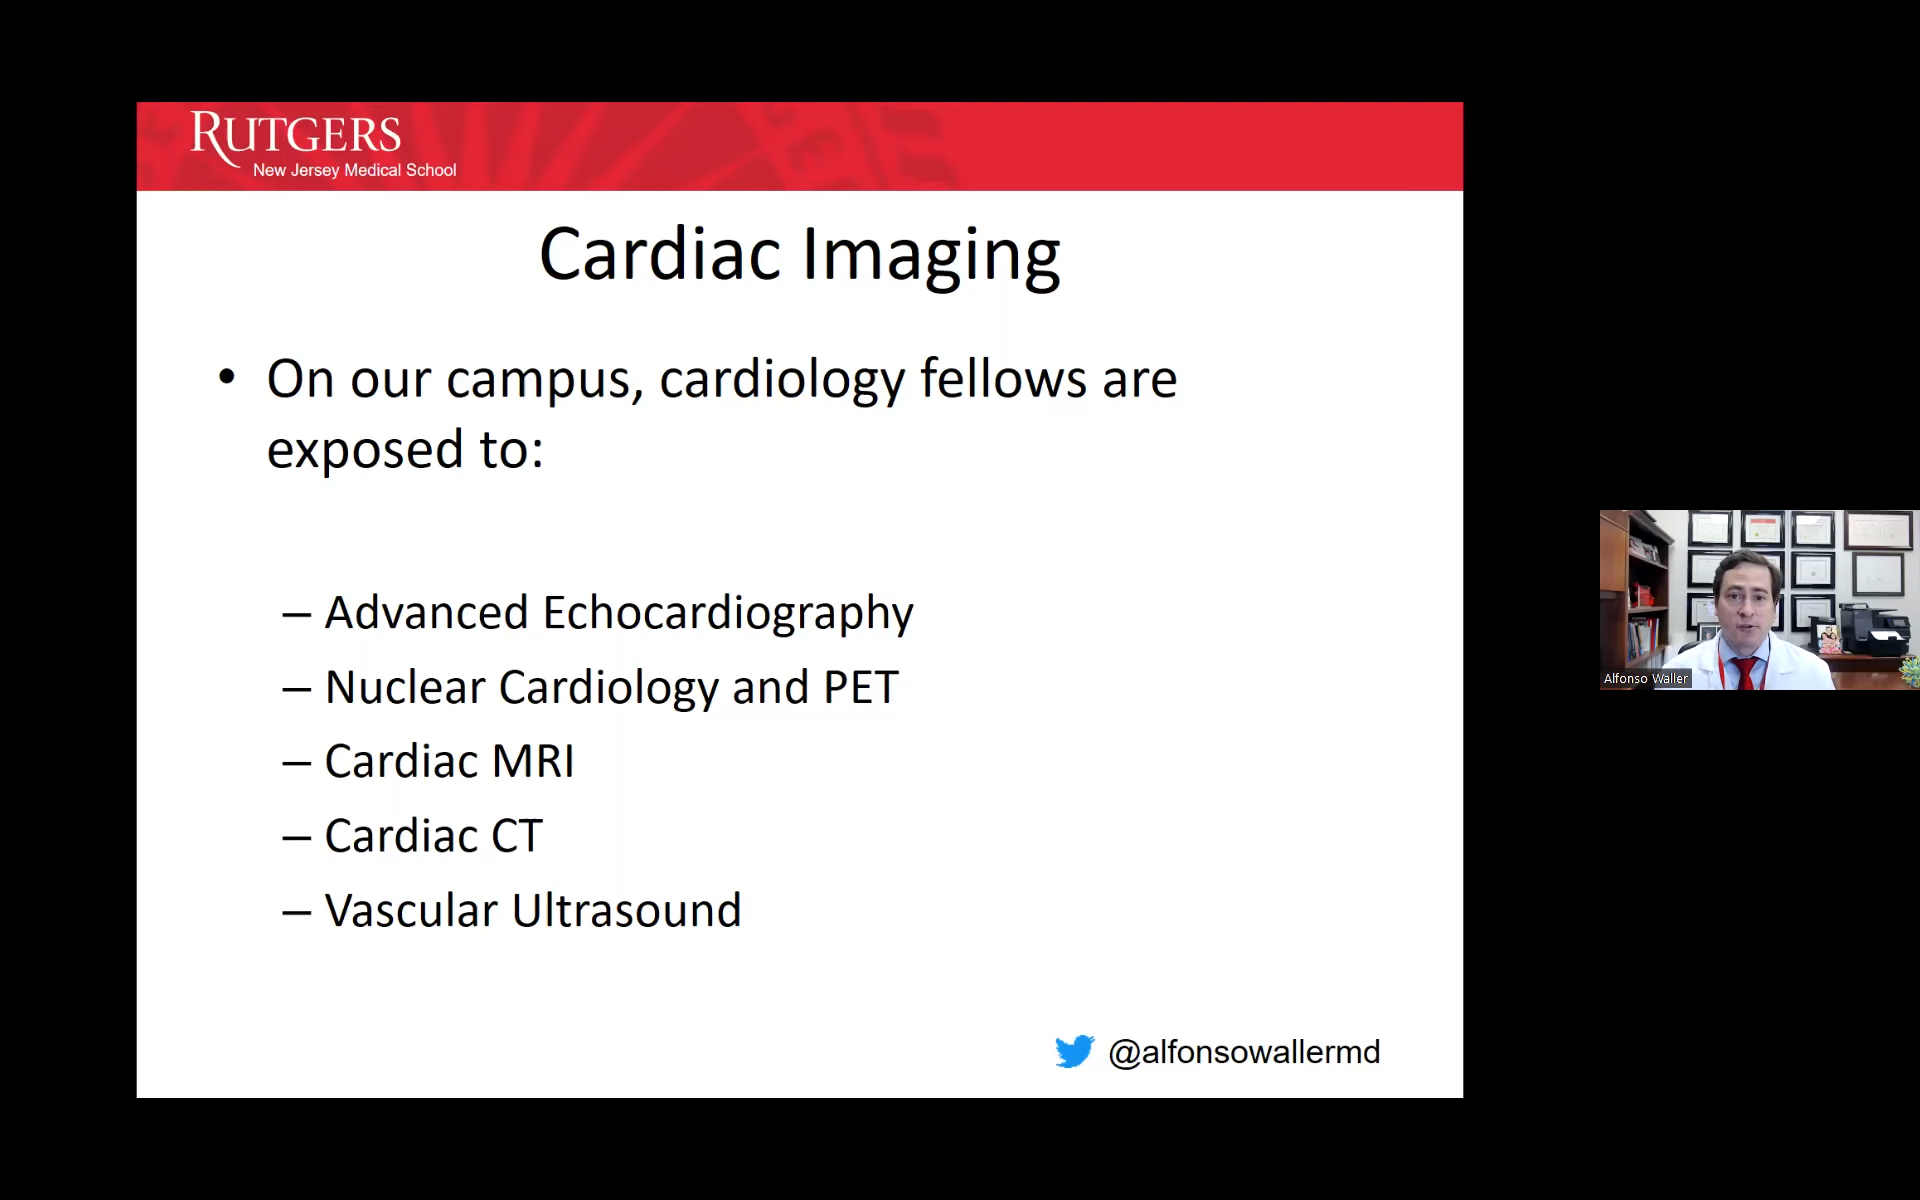 RUTGERS
New Jersey Medical School
Cardiac Imaging
• On our campus, cardiology fellows are
exposed to:
– Advanced Echocardiography
– Nuclear Cardiology and PET
– Cardiac MRI
– Cardiac CT
– Vascular Ultrasound
@alfonsowallermd
Alfonso Waller